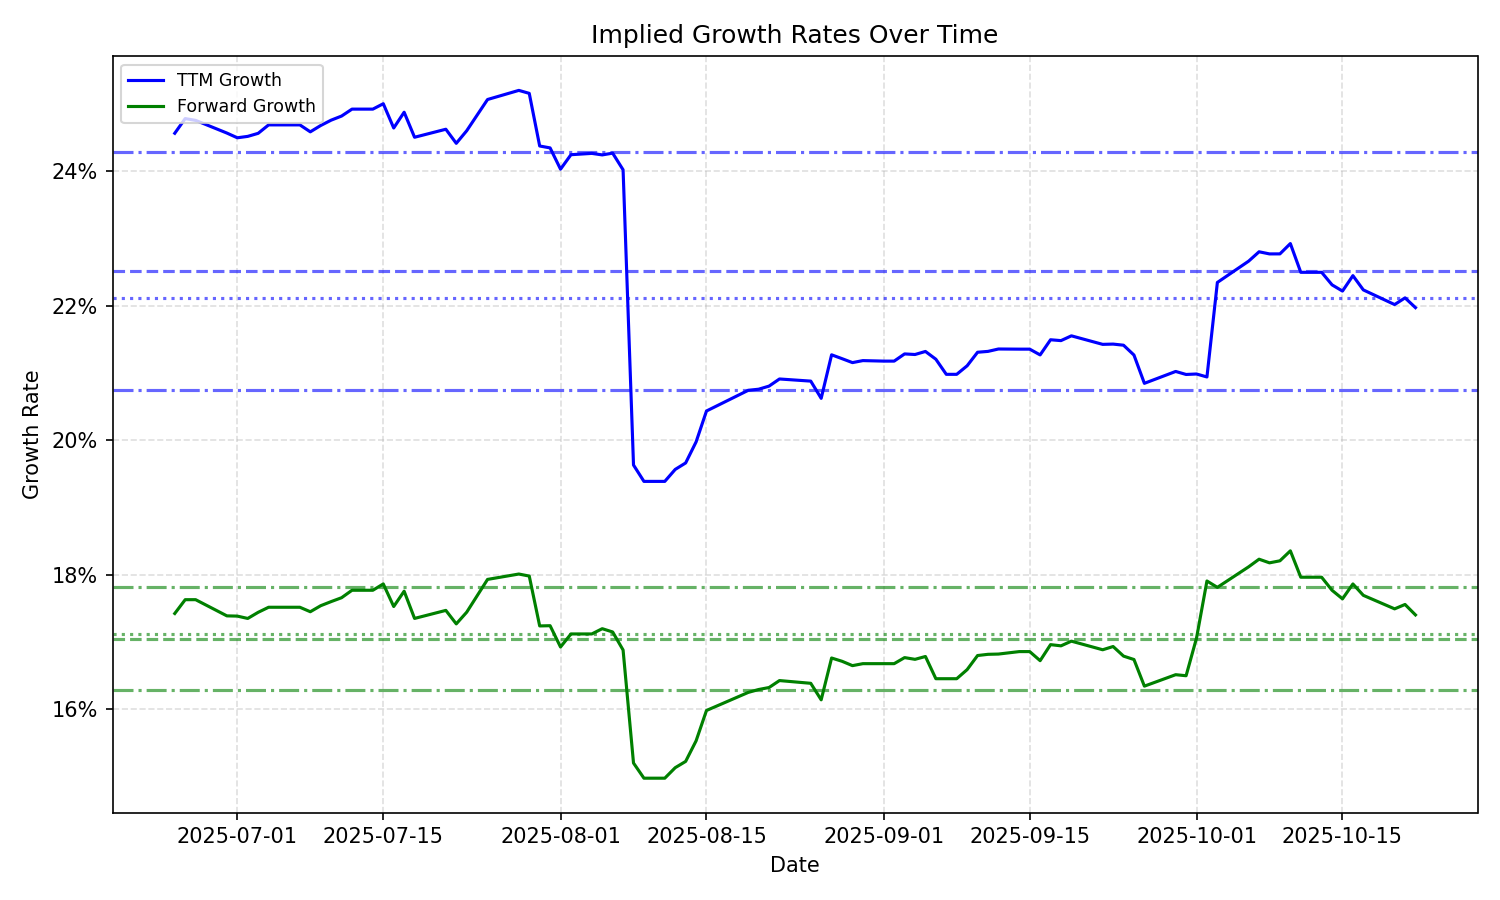 Implied Growth Rates Over Time
TTM Growth
Forward Growth
24%
22%
20%
18%
16%
Growth Rate
2025-07-01 2025-07-15 2025-08-01 2025-08-15 2025-09-01 2025-09-15 2025-10-01 2025-10-15
Date